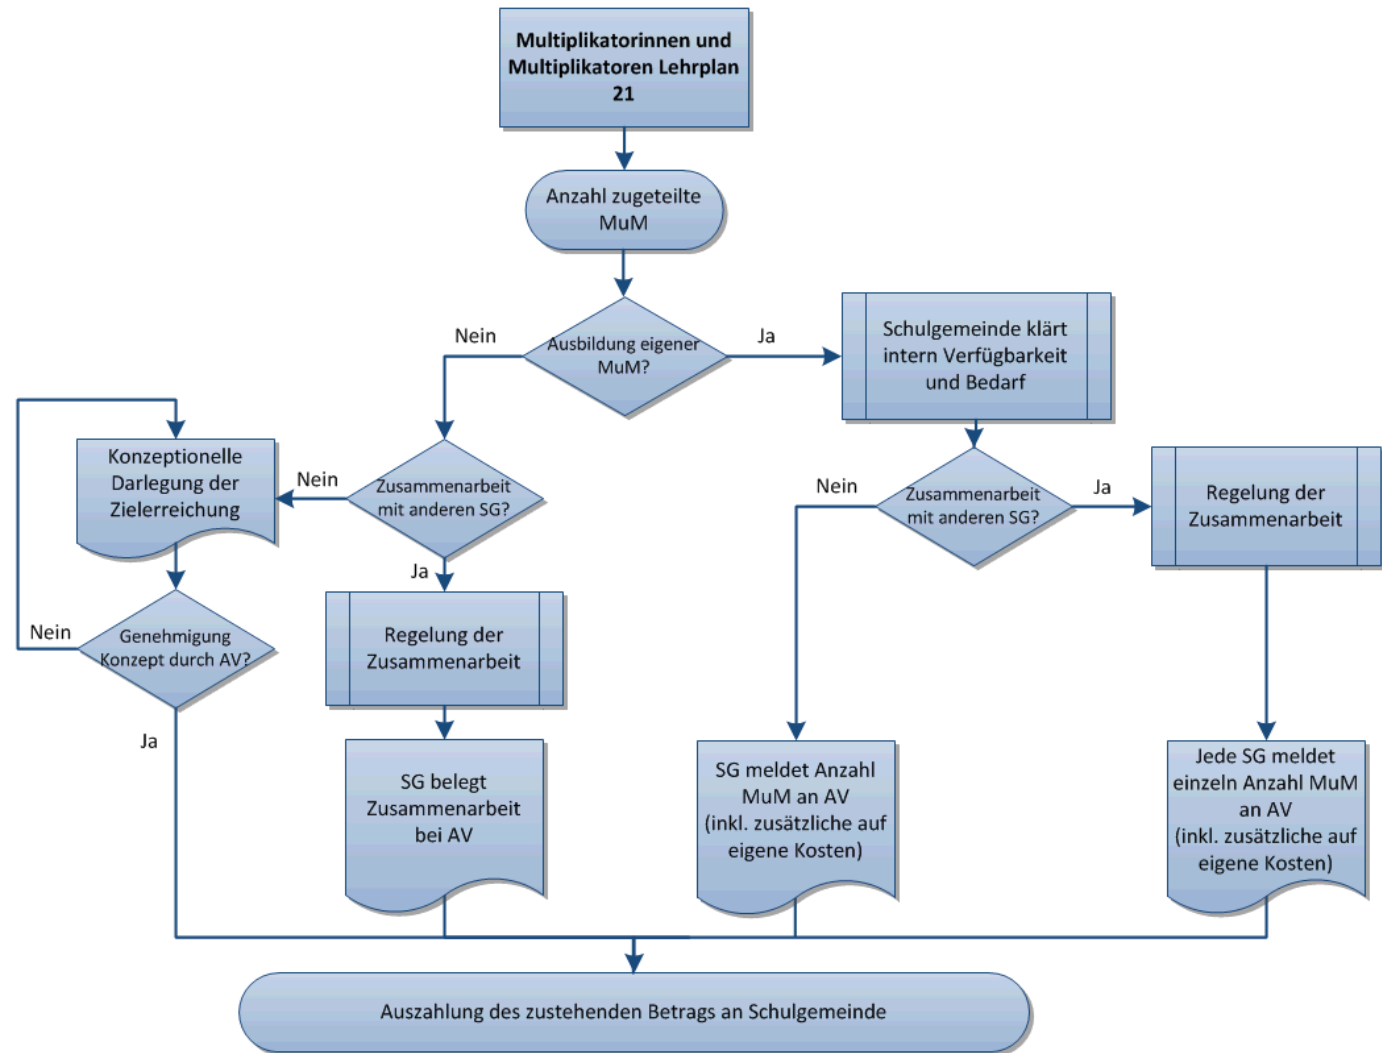 Multiplikatorinnen und
Multiplikatoren Lehrplan
21
Anzahl zugeteilte
MuM
Ausbildung eigener
MuM?
Nein
Ja
Schulgemeinde klärt
intern Verfügbarkeit
und Bedarf
Konzeptionelle
Darlegung der
Zielerreichung
Nein
Zusammenarbeit
mit anderen SG?
Nein
Zusammenarbeit
mit anderen SG?
Ja
Regelung der
Zusammenarbeit
Ja
Nein
Genehmigung
Konzept durch AV?
Ja
Regelung der
Zusammenarbeit
SG belegt
Zusammenarbeit
bei AV
SG meldet Anzahl
MuM an AV
(inkl. zusätzliche auf
eigene Kosten)
Jede SG meldet
einzeln Anzahl MuM
an AV
(inkl. zusätzliche auf
eigene Kosten)
Auszahlung des zustehenden Betrags an Schulgemeinde